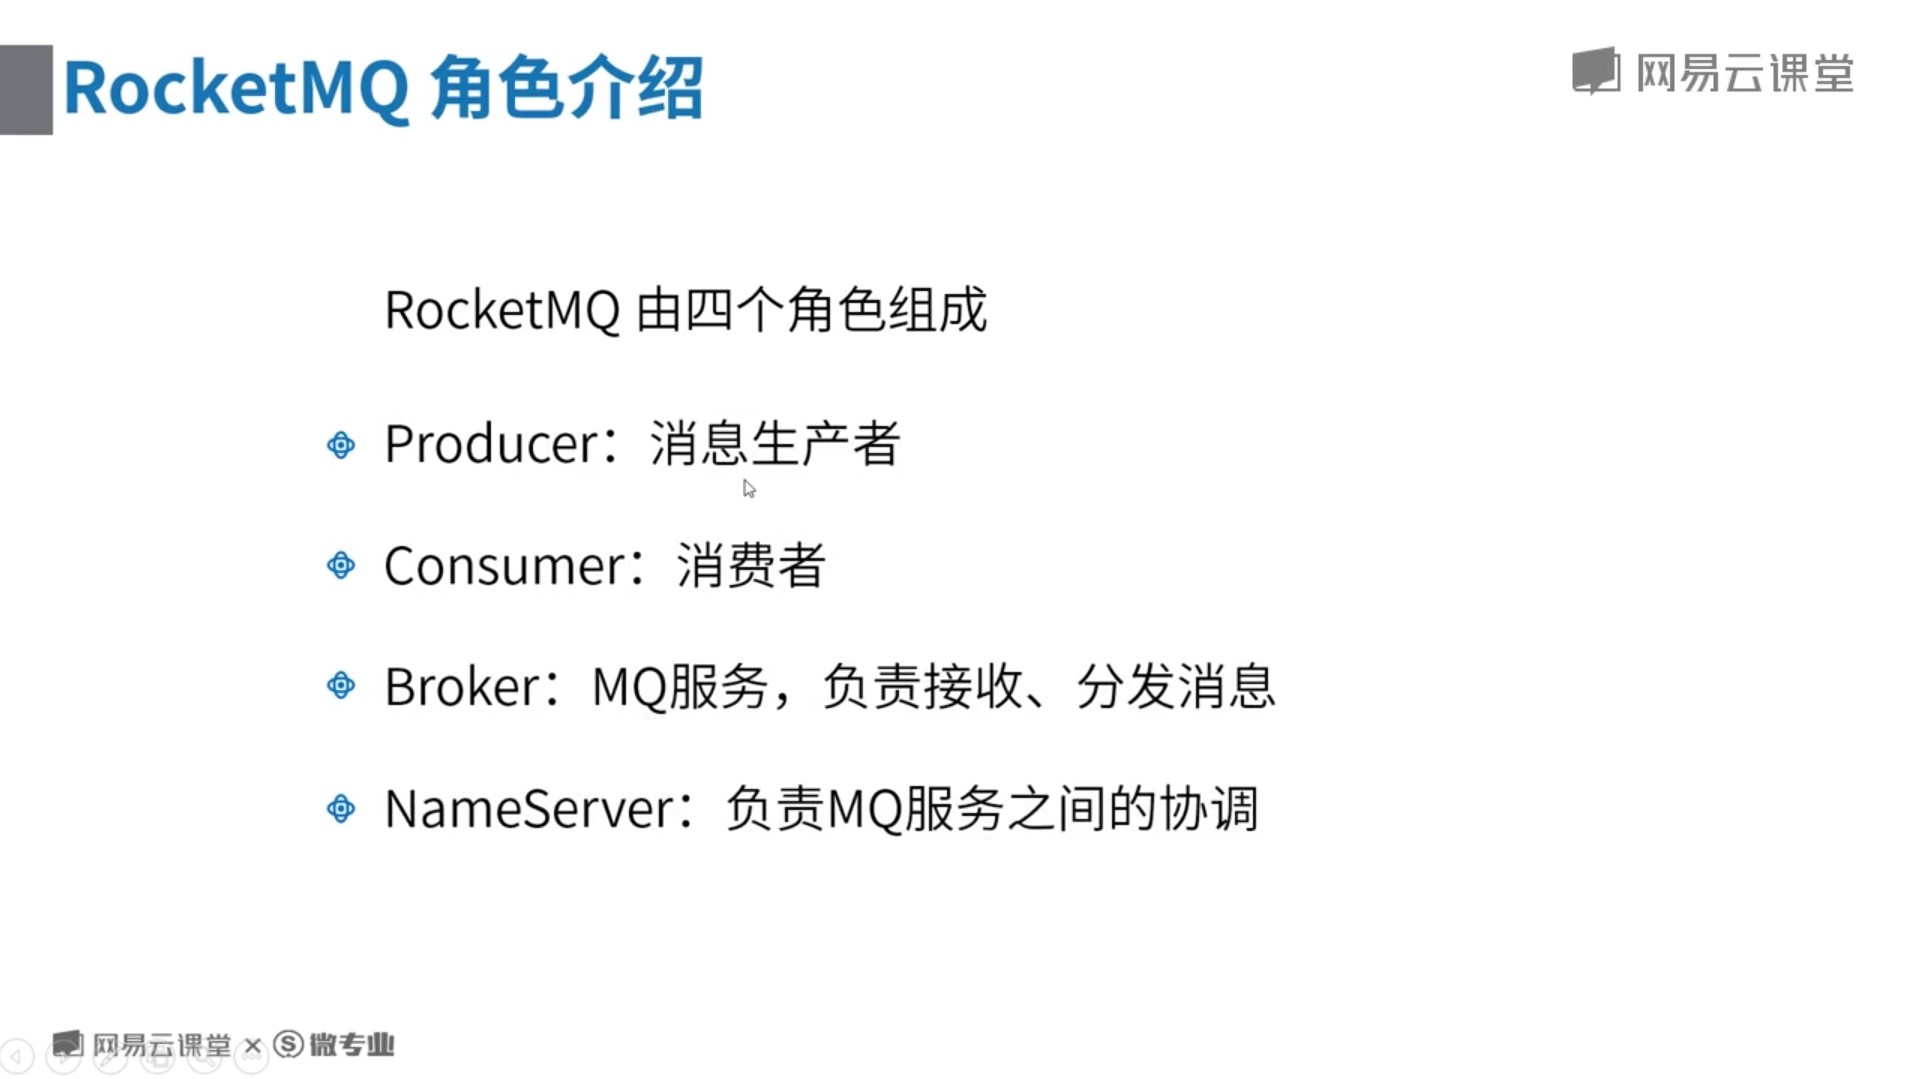 RocketMQ 角色介绍
网易云课堂
RocketMQ 由四个角色组成
Producer：消息生产者
Consumer：消费者
Broker：MQ服务，负责接收、分发消息
NameServer：负责MQ服务之间的协调
网易云课堂 × 微专业